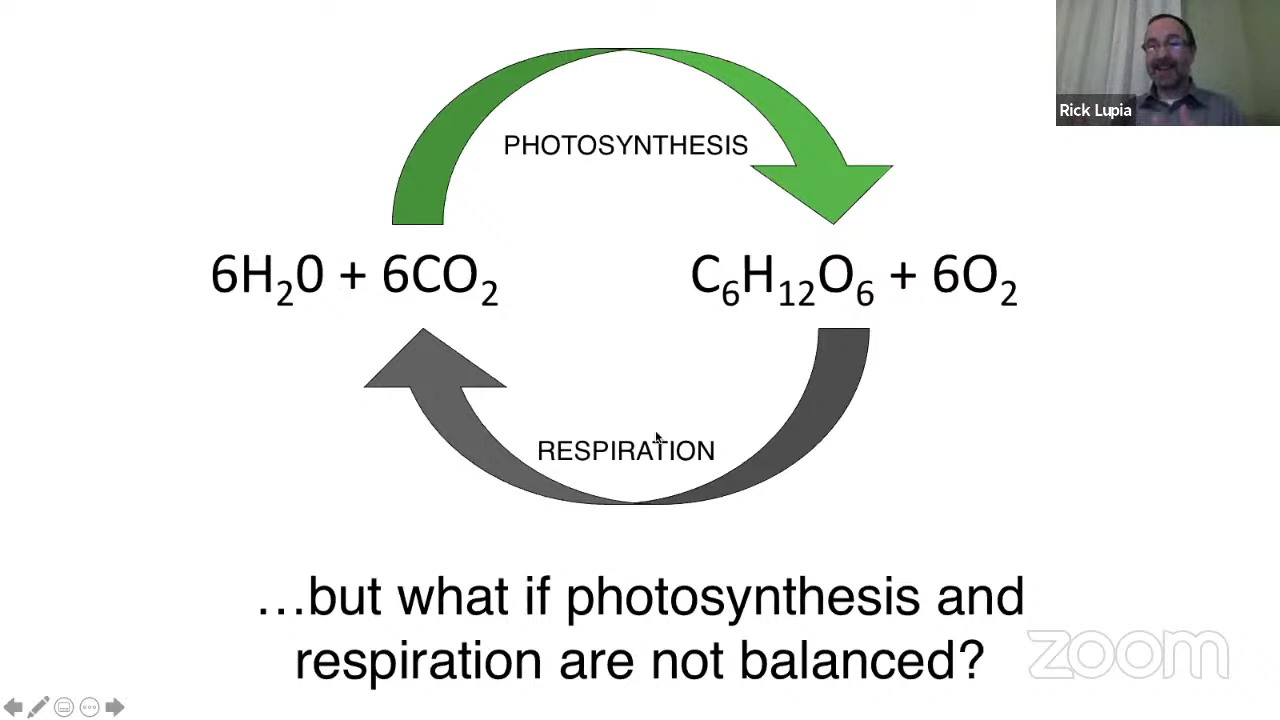 Rick Lupia
PHOTOSYNTHESIS
6H₂0 + 6CO₂
C₆H₁₂O₆ + 6O₂
RESPIRATION
…but what if photosynthesis and
respiration are not balanced?
zoom